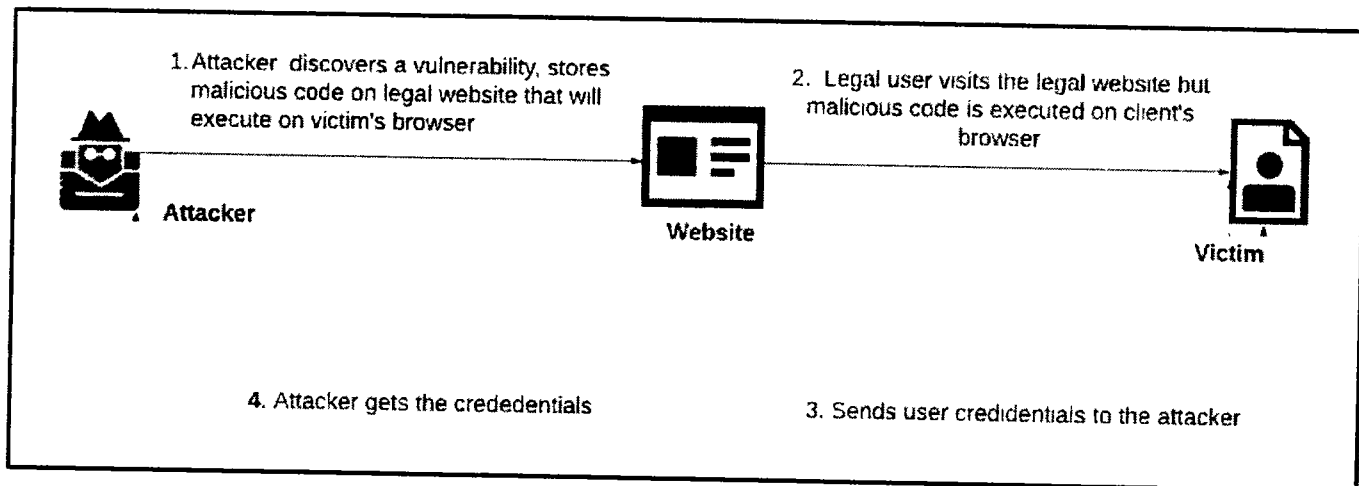 1. Attacker discovers a vulnerability, stores
malicious code on legal website that will
execute on victim's browser
2. Legal user visits the legal website but
malicious code is executed on client's
browser
Attacker
Website
Victim
4. Attacker gets the crededentials
3. Sends user credidentials to the attacker